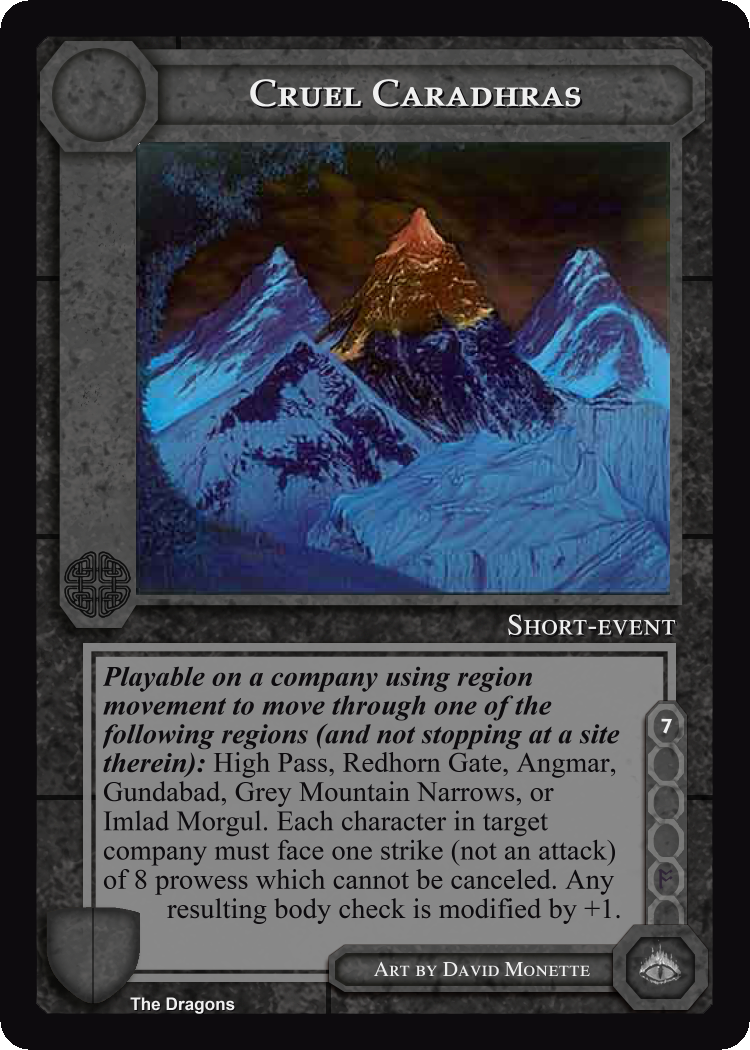 Cruel Caradhras
Short-event
Playable on a company using region
movement to move through one of the
following regions (and not stopping at a site
therein): High Pass, Redhorn Gate, Angmar,
Gundabad, Grey Mountain Narrows, or
Imlad Morgul. Each character in target
company must face one strike (not an attack)
of 8 prowess which cannot be canceled. Any
resulting body check is modified by +1.
7
ᚩ
Art by David Monette
The Dragons